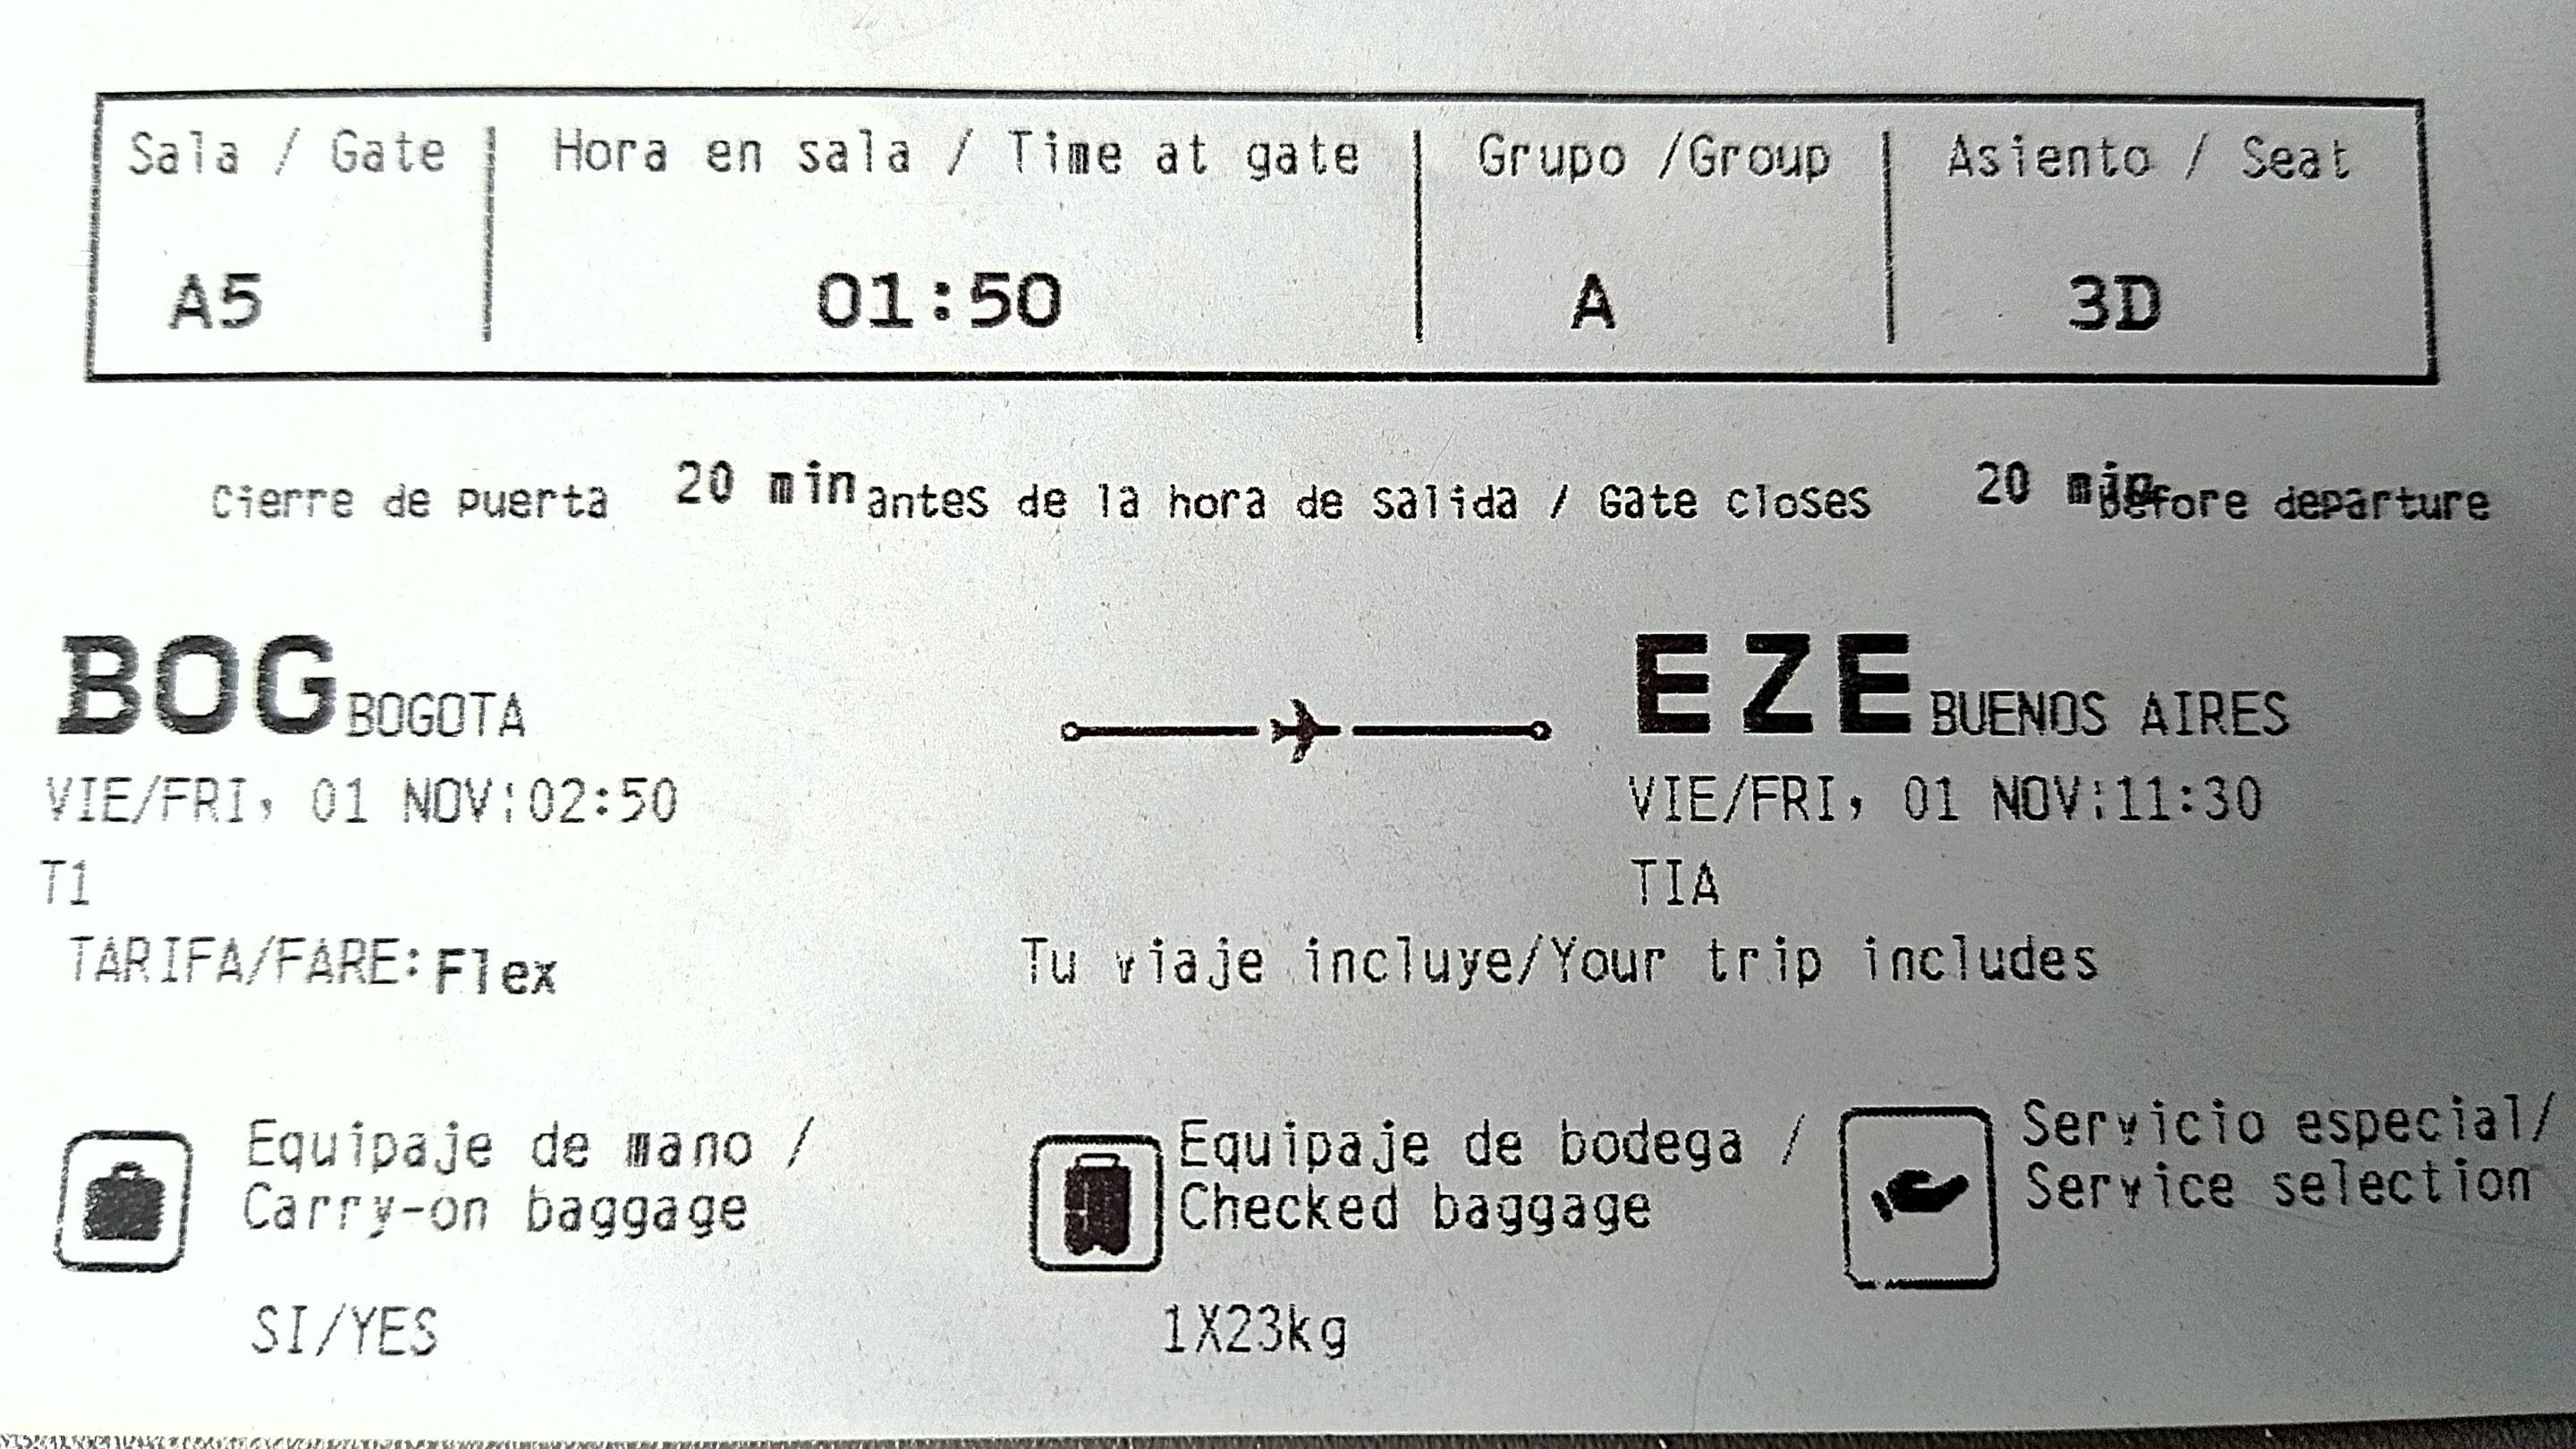 Sala / Gate | Hora en sala / Time at gate | Grupo /Group | Asiento / Seat
A5 01:50 A 3D
Cierre de puerta 20 min antes de la hora de salida / Gate closes 20 min before departure
BOG BOGOTA EZE BUENOS AIRES
VIE/FRI, 01 NOV¦02:50 VIE/FRI, 01 NOV¦11:30
T1 TIA
TARIFA/FARE: Flex Tu viaje incluye/Your trip includes
Equipaje de mano / Equipaje de bodega / Servicio especial/
Carry-on baggage Checked baggage Service selection
SI/YES 1X23kg